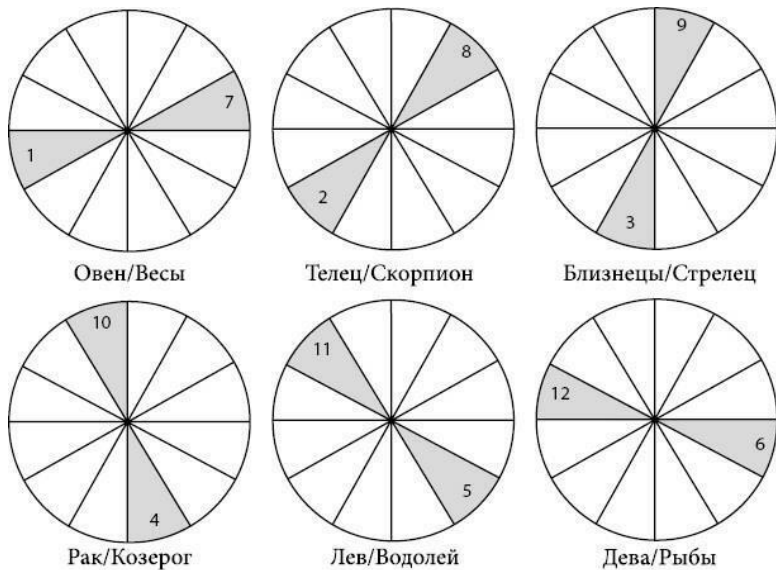 7
1
Овен/Весы
8
2
Телец/Скорпион
9
3
Близнецы/Стрелец
10
4
Рак/Козерог
11
5
Лев/Водолей
12
6
Дева/Рыбы